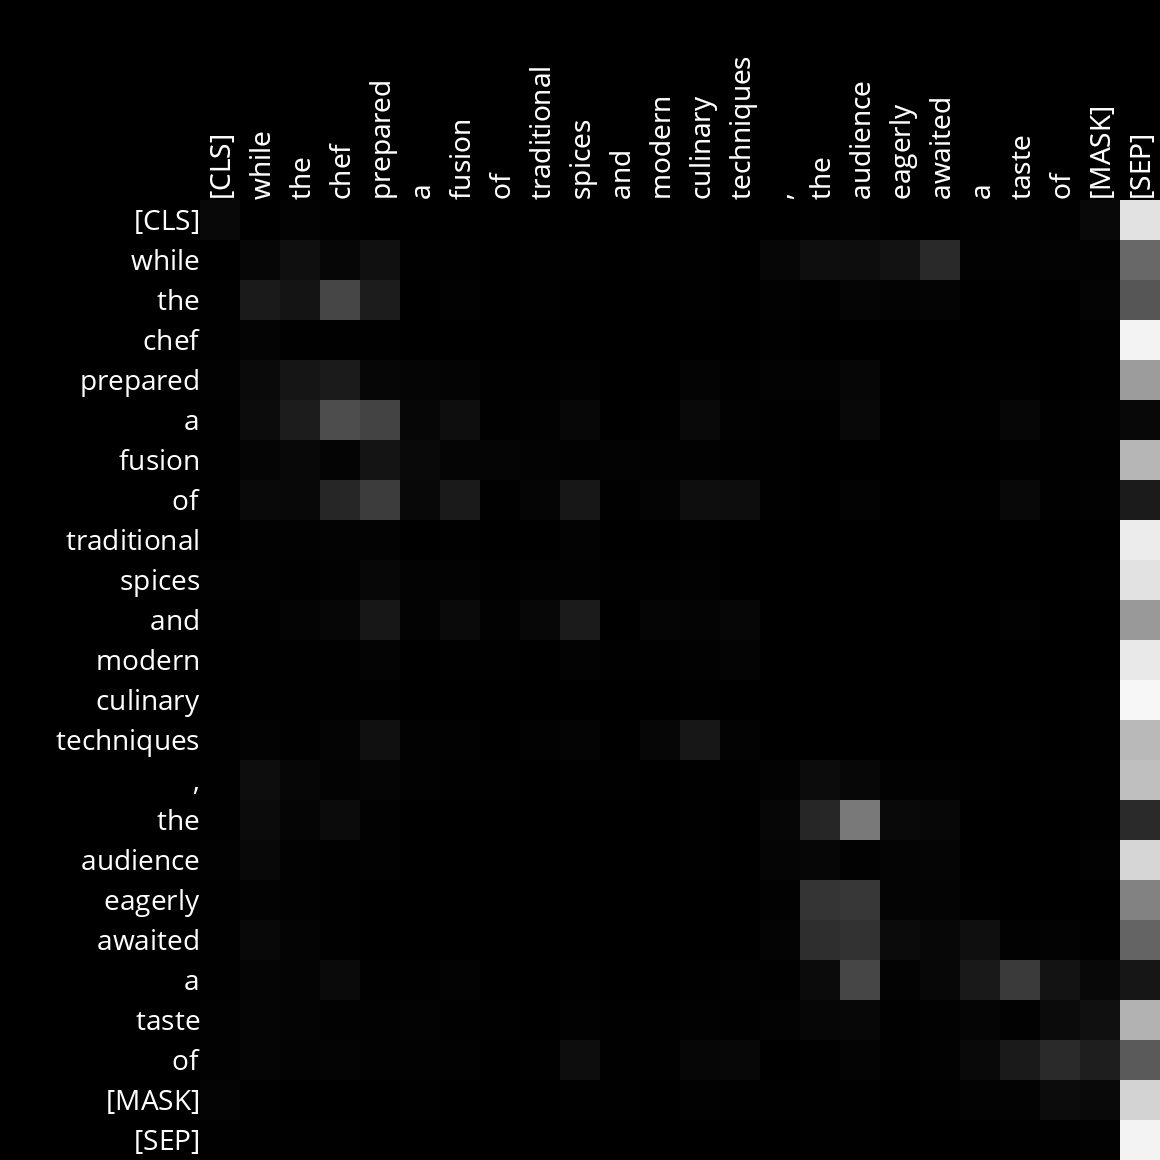 [CLS] while the chef prepared a fusion of traditional spices and modern culinary techniques , the audience eagerly awaited a taste of [MASK] [SEP]
[CLS]
while
the
chef
prepared
a
fusion
of
traditional
spices
and
modern
culinary
techniques
,
the
audience
eagerly
awaited
a
taste
of
[MASK]
[SEP]